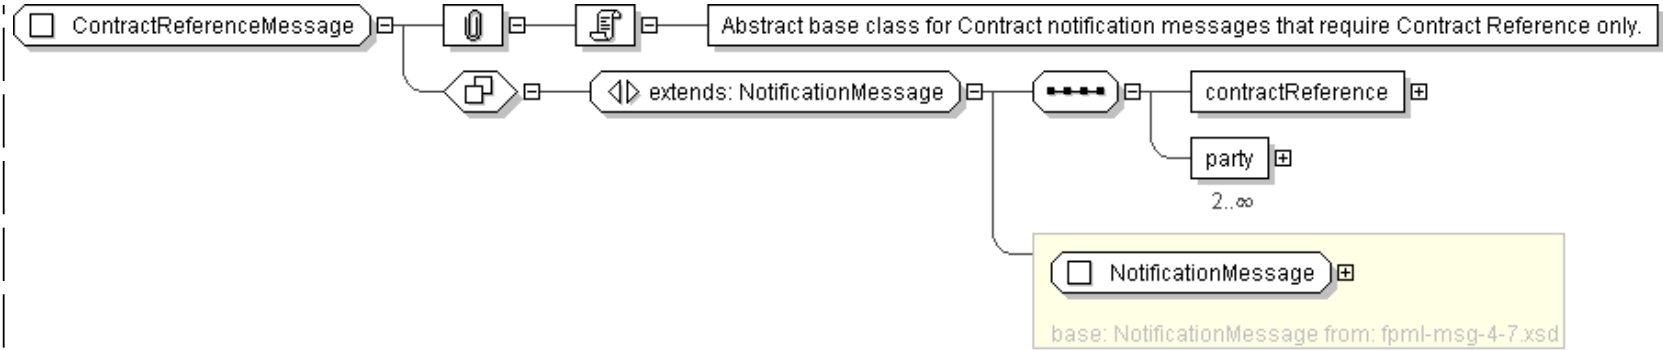 ContractReferenceMessage
Abstract base class for Contract notification messages that require Contract Reference only.
extends: NotificationMessage
contractReference
party
2..∞
NotificationMessage
base: NotificationMessage from: fpml-msg-4-7.xsd